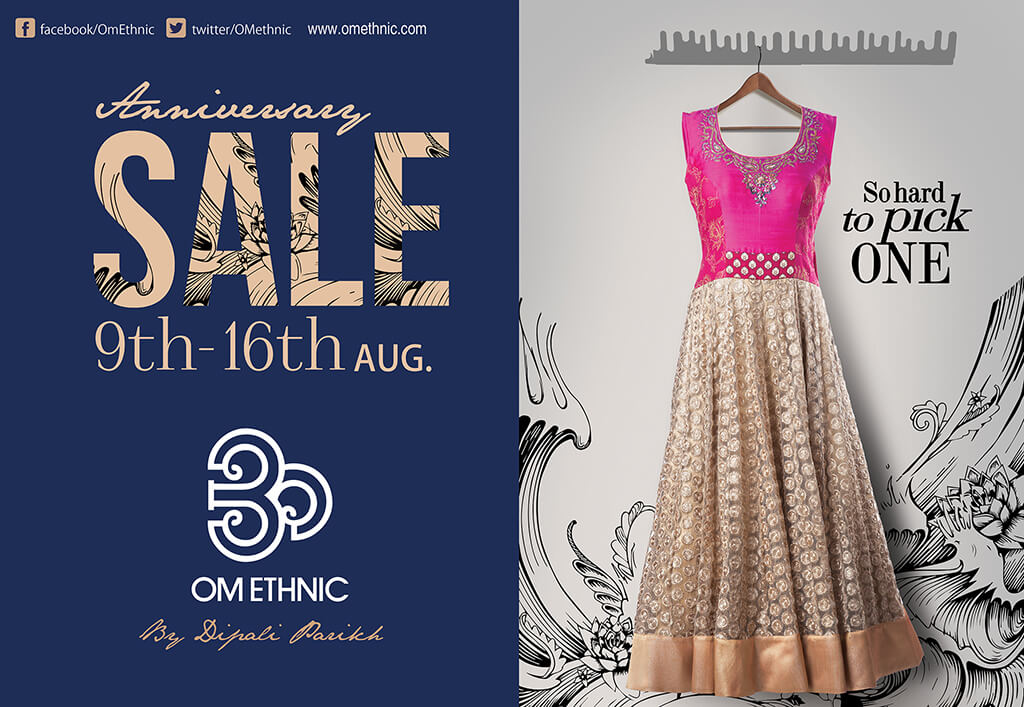 facebook/OmEthnic twitter/OMethnic www.omethnic.com
Anniversary
SALE
9th-16th AUG.
OM ETHNIC
By Dipali Parikh
So hard
to pick
ONE